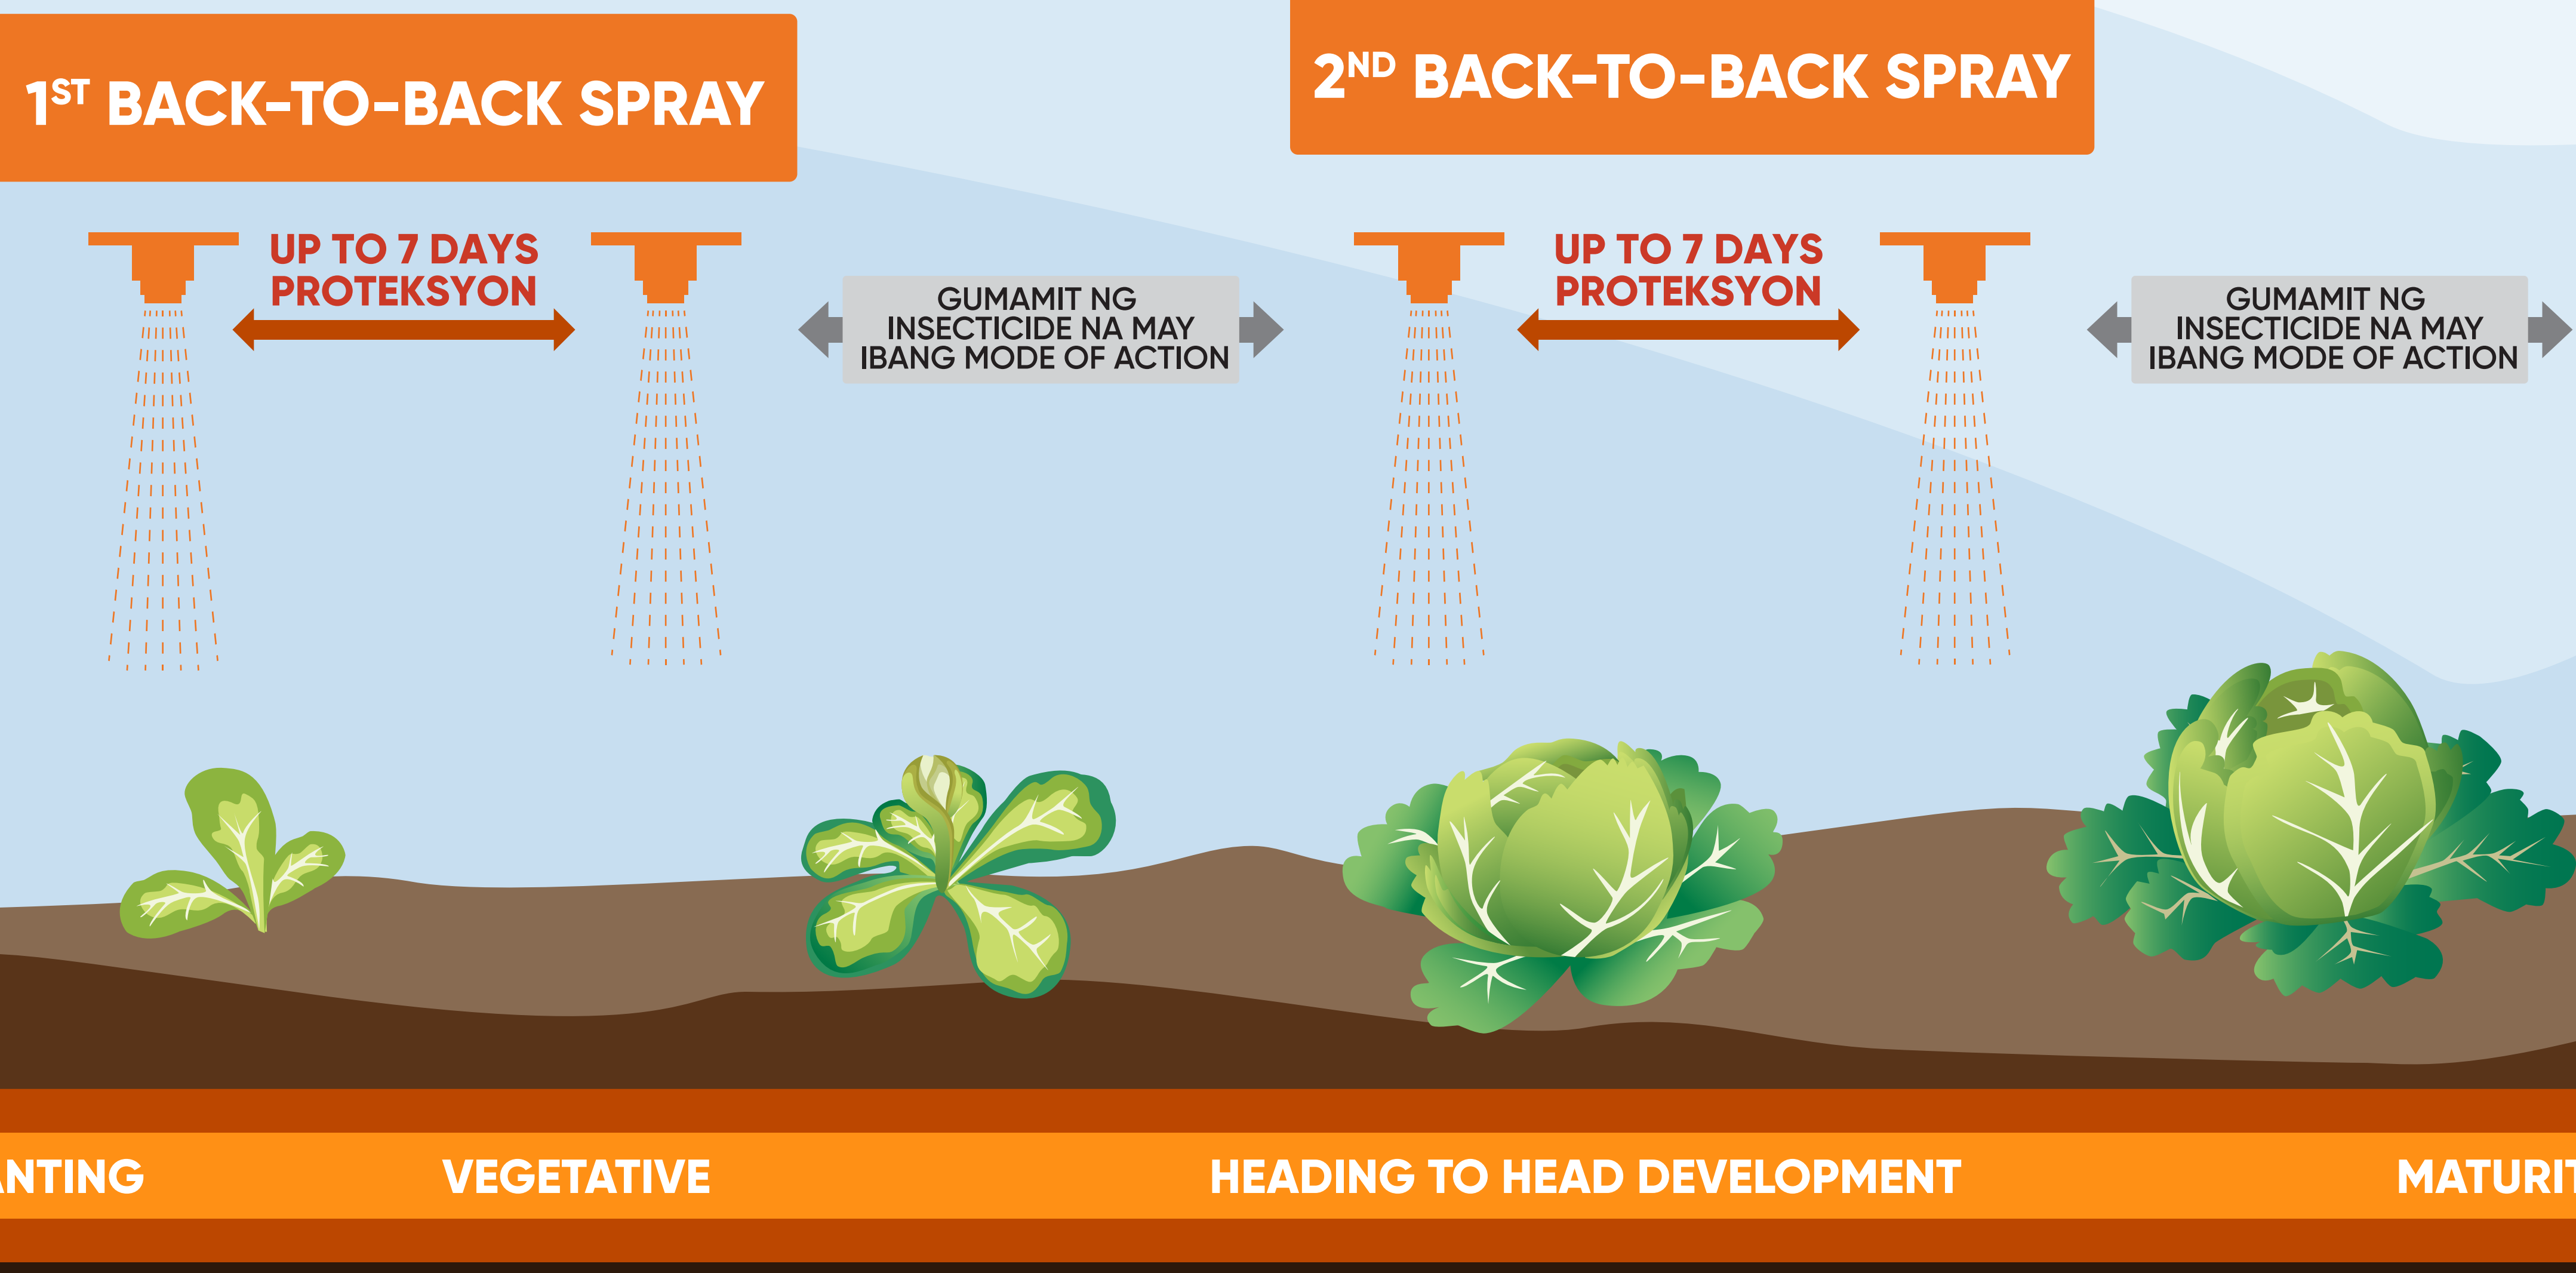 1ST BACK-TO-BACK SPRAY
2ND BACK-TO-BACK SPRAY
UP TO 7 DAYS
PROTEKSYON
GUMAMIT NG
INSECTICIDE NA MAY
IBANG MODE OF ACTION
UP TO 7 DAYS
PROTEKSYON
GUMAMIT NG
INSECTICIDE NA MAY
IBANG MODE OF ACTION
ANTING
VEGETATIVE
HEADING TO HEAD DEVELOPMENT
MATURIT